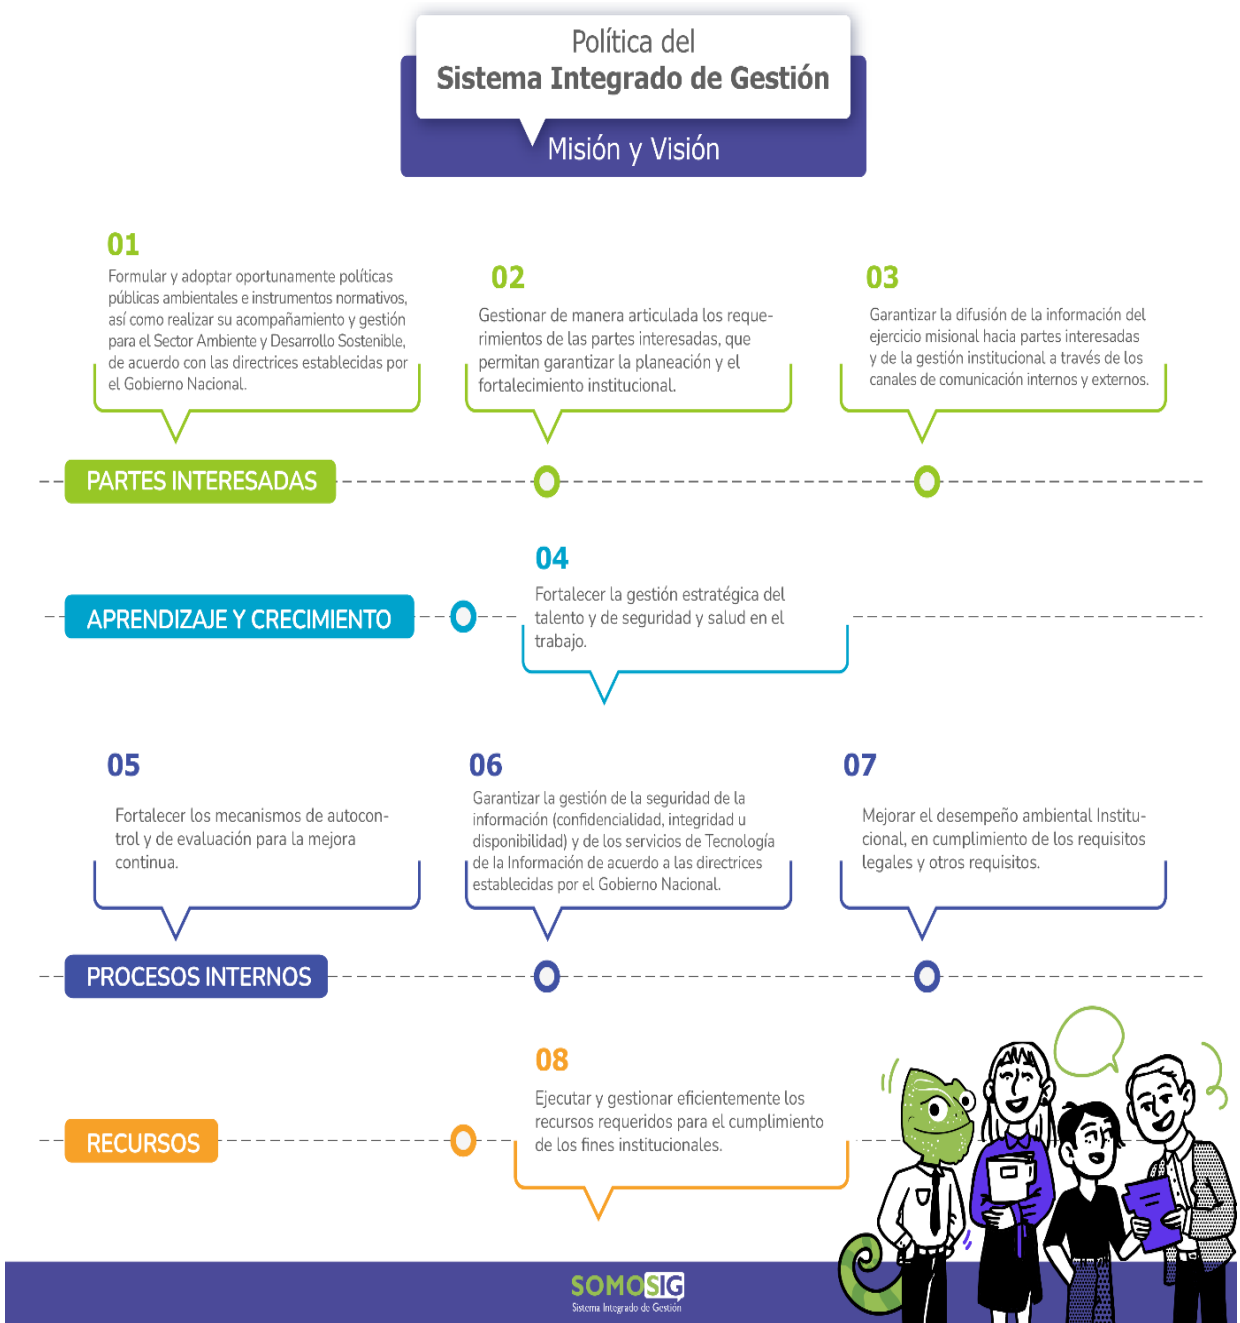 Política del
Sistema Integrado de Gestión
Misión y Visión
01
Formular y adoptar oportunamente políticas
públicas ambientales e instrumentos normativos,
así como realizar su acompañamiento y gestión
para el Sector Ambiente y Desarrollo Sostenible,
de acuerdo con las directrices establecidas por
el Gobierno Nacional.
02
Gestionar de manera articulada los reque-
rimientos de las partes interesadas, que
permitan garantizar la planeación y el
fortalecimiento institucional.
03
Garantizar la difusión de la información del
ejercicio misional hacia partes interesadas
y de la gestión institucional a través de los
canales de comunicación internos y externos.
PARTES INTERESADAS
04
Fortalecer la gestión estratégica del
talento y de seguridad y salud en el
trabajo.
APRENDIZAJE Y CRECIMIENTO
05
Fortalecer los mecanismos de autocon-
trol y de evaluación para la mejora
continua.
06
Garantizar la gestión de la seguridad de la
información (confidencialidad, integridad u
disponibilidad) y de los servicios de Tecnología
de la Información de acuerdo a las directrices
establecidas por el Gobierno Nacional.
07
Mejorar el desempeño ambiental Institu-
cional, en cumplimiento de los requisitos
legales y otros requisitos.
PROCESOS INTERNOS
08
Ejecutar y gestionar eficientemente los
recursos requeridos para el cumplimiento
de los fines institucionales.
RECURSOS
SOMOSIG
Sistema Integrado de Gestión